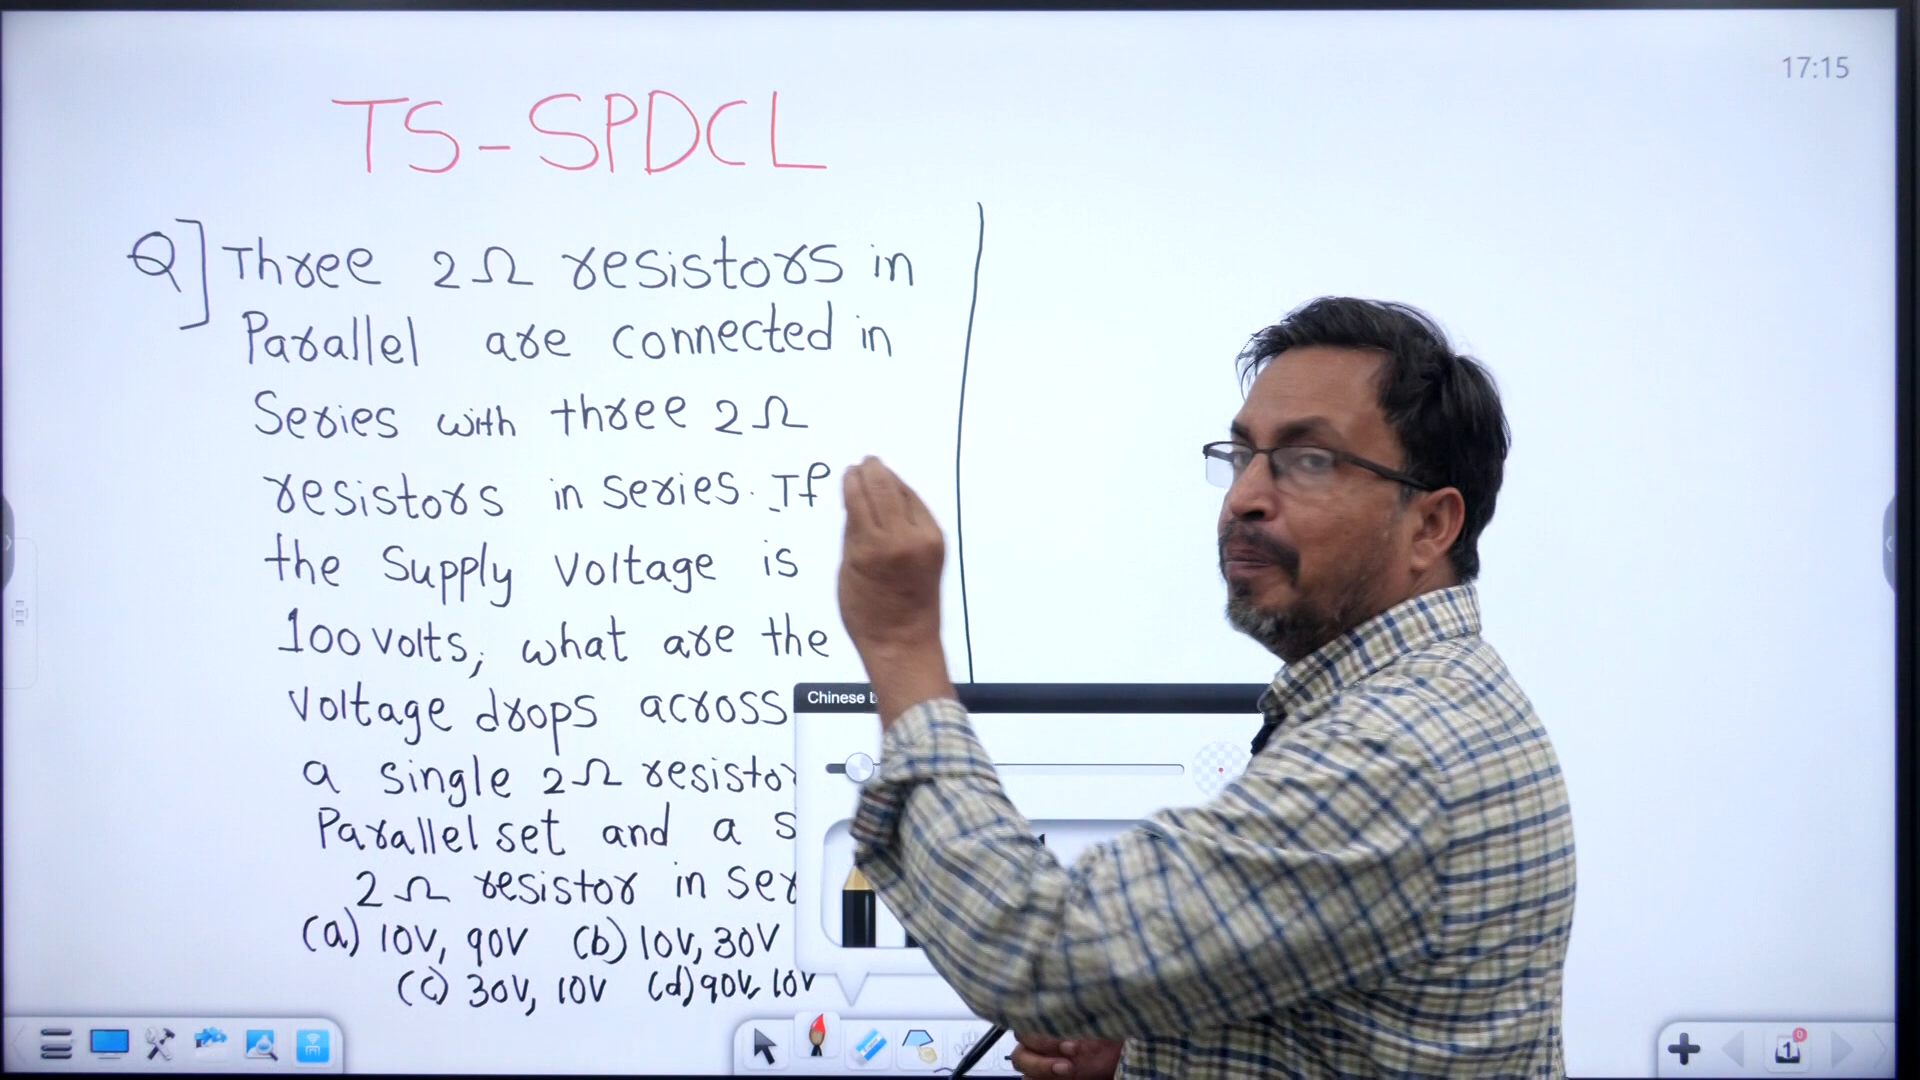 17:15
TS-SPDCL
Q] Three 2Ω resistors in
Parallel are connected in
Series with three 2Ω
resistors in series. If
the Supply Voltage is
100 volts, what are the
voltage drops across
a single 2Ω
Parallel set and a
2Ω resistor in
(a) 10V, 90V (b) 10V, 30V
(c) 30V, 10V (d) 90V, 10V
Chinese
1
0